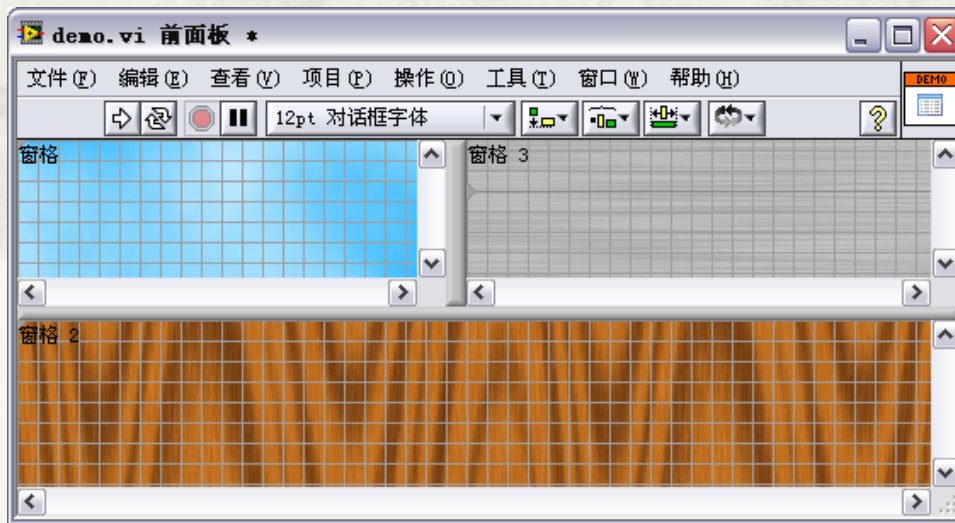 demo.vi 前面板 *
文件(F) 编辑(E) 查看(V) 项目(P) 操作(O) 工具(T) 窗口(W) 帮助(H)
DEMO
12pt 对话框字体
?
窗格
窗格 3
窗格 2